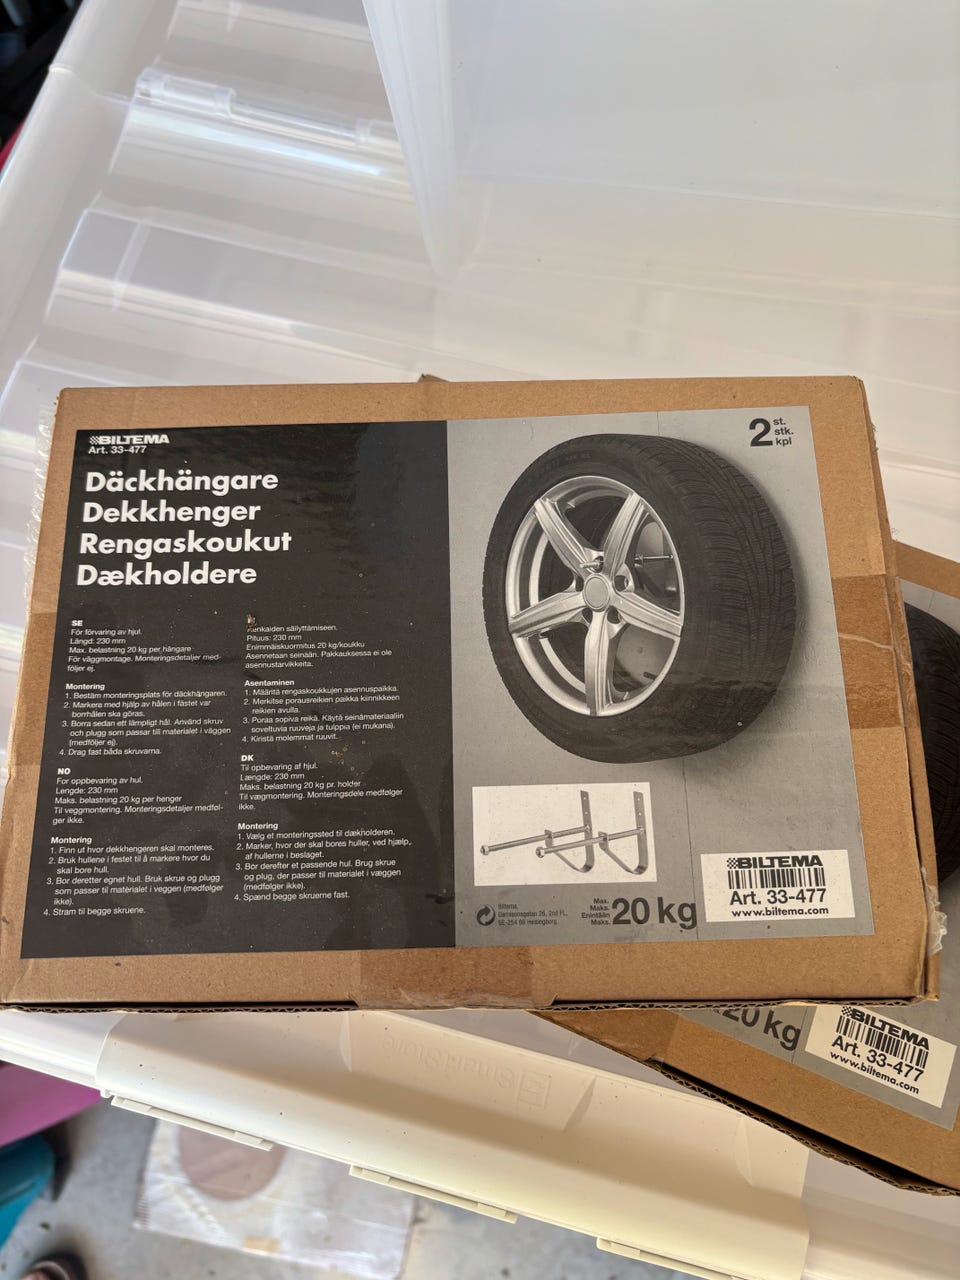 BILTEMA
Art. 33-477
Däckhängare
Dekkhenger
Rengaskoukut
Dækholdere
SE
För förvaring av hjul.
Längd: 230 mm
Max. belastning 20 kg per hängare
För väggmontage. Monteringsdetaljer med-
följer ej.
Montering
1. Bestäm monteringsplats för däckhängaren.
2. Markera med hjälp av hålen i fästet var
borrhålen ska göras.
3. Borra sedan ett lämpligt hål. Använd skruv
och plugg som passar till materialet i väggen
(medföljer ej).
4. Drag fast båda skruvarna.
NO
For oppbevaring av hul.
Lengde: 230 mm
Maks. belastning 20 kg per henger
Til veggmontering. Monteringsdetaljer medføl-
ger ikke.
Montering
1. Finn ut hvor dekkhengeren skal monteres.
2. Bruk hullene i festet til å markere hvor du
skal bore hull.
3. Bor deretter egnet hull. Bruk skrue og plugg
som passer til materialet i veggen (medfølger
ikke).
4. Stram til begge skruene.
säilyttämiseen.
Pituus: 230 mm
Enimmäiskuormitus 20 kg/koukku
Asennetaan seinään. Pakkauksessa ei ole
asennustarvikkeita.
Asentaminen
1. Määritä rengaskoukkujen asennuspaikka.
2. Merkitse porausreikien paikka kiinnikkeen
reikien avulla.
3. Poraa sopiva reikä. Käytä seinämateriaaliin
soveltuvia ruuveja ja tulppia (ei mukana).
4. Kiristä molemmat ruuvit.
DK
Til opbevaring af hjul.
Længde: 230 mm
Maks. belastning 20 kg pr. holder
Til vægmontering. Monteringsdele medfølger
ikke.
Montering
1. Vælg et monteringssted til dækholderen.
2. Marker, hvor der skal bores huller, ved hjælp
af hullerne i beslaget.
3. Bor derefter et passende hul. Brug skrue
og plug, der passer til materialet i væggen
(medfølger ikke).
4. Spænd begge skruerne fast.
2 st.
stk.
kpl
Biltema,
Garnisonsgatan 26, 2nd FL,
SE-254 66 Helsingborg.
Max.
Maks.
Enintään
Maks.
20 kg
BILTEMA
Art. 33-477
www.biltema.com
20 kg
BILTEMA
Art. 33-477
www.biltema.com
SmartStore